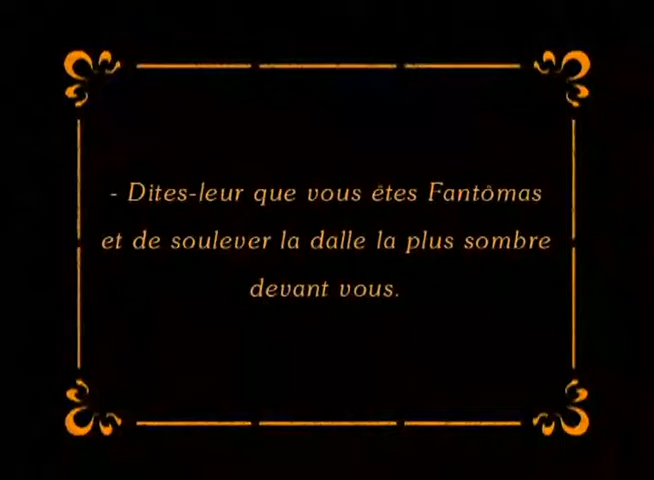 - Dites-leur que vous êtes Fantômas
et de soulever la dalle la plus sombre
devant vous.